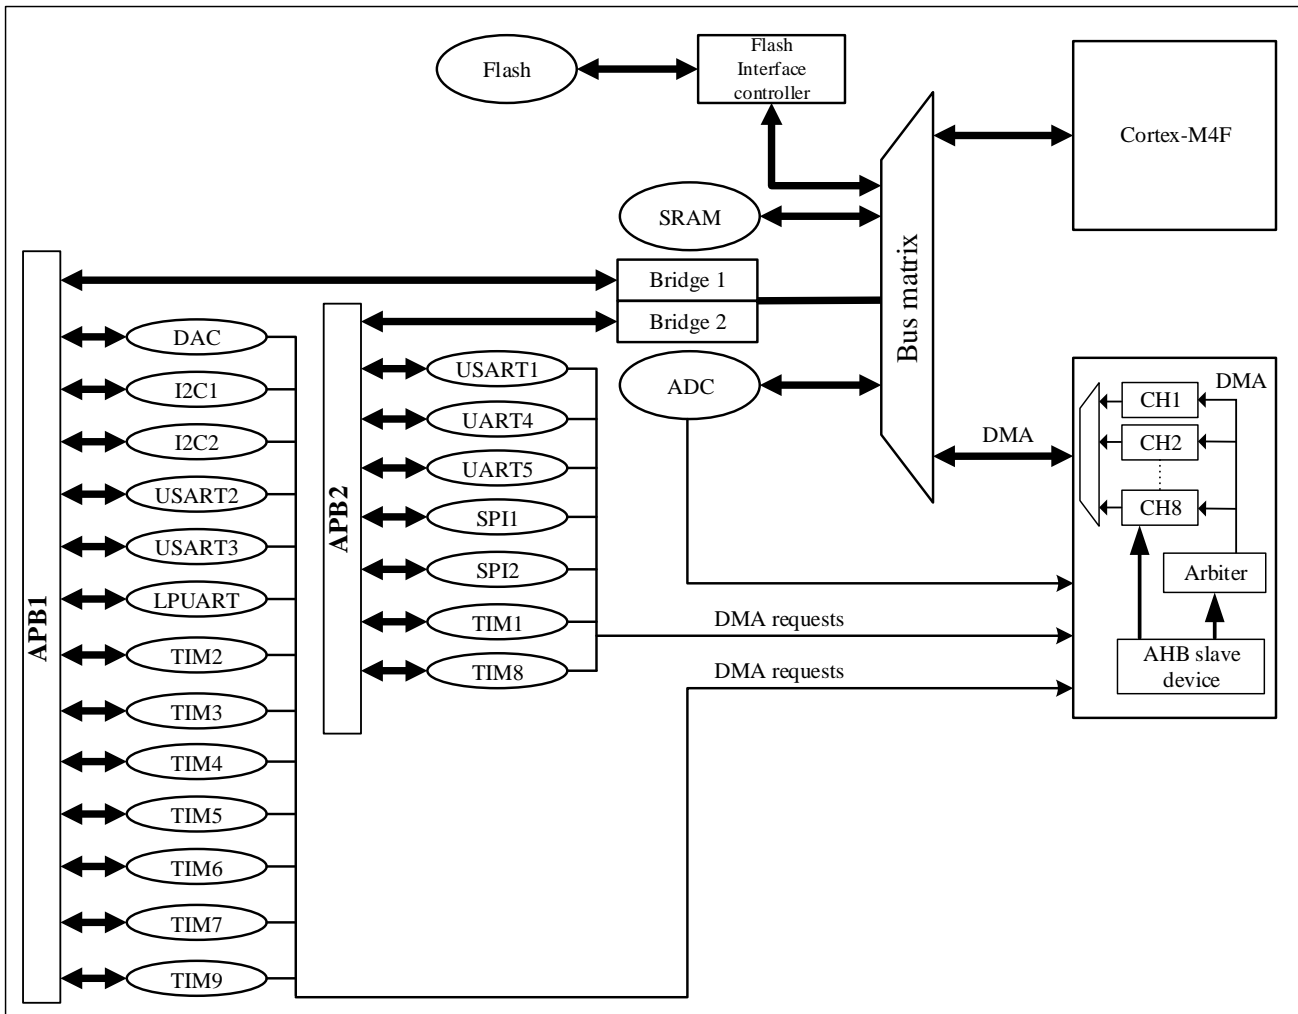 Flash
Flash
Interface
controller
Cortex-M4F
SRAM
Bus matrix
Bridge 1
Bridge 2
ADC
DMA
DMA
CH1
CH2
CH8
Arbiter
AHB slave
device
DMA requests
DMA requests
APB1
DAC
I2C1
I2C2
USART2
USART3
LPUART
TIM2
TIM3
TIM4
TIM5
TIM6
TIM7
TIM9
APB2
USART1
UART4
UART5
SPI1
SPI2
TIM1
TIM8